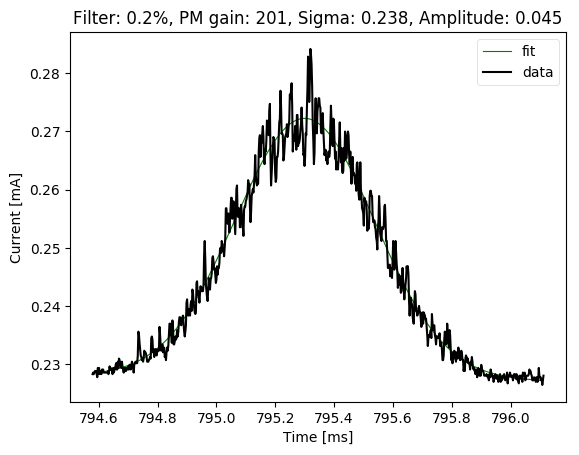 Filter: 0.2%, PM gain: 201, Sigma: 0.238, Amplitude: 0.045
fit
data
0.28
0.27
0.26
0.25
0.24
0.23
Current [mA]
794.6 794.8 795.0 795.2 795.4 795.6 795.8 796.0
Time [ms]